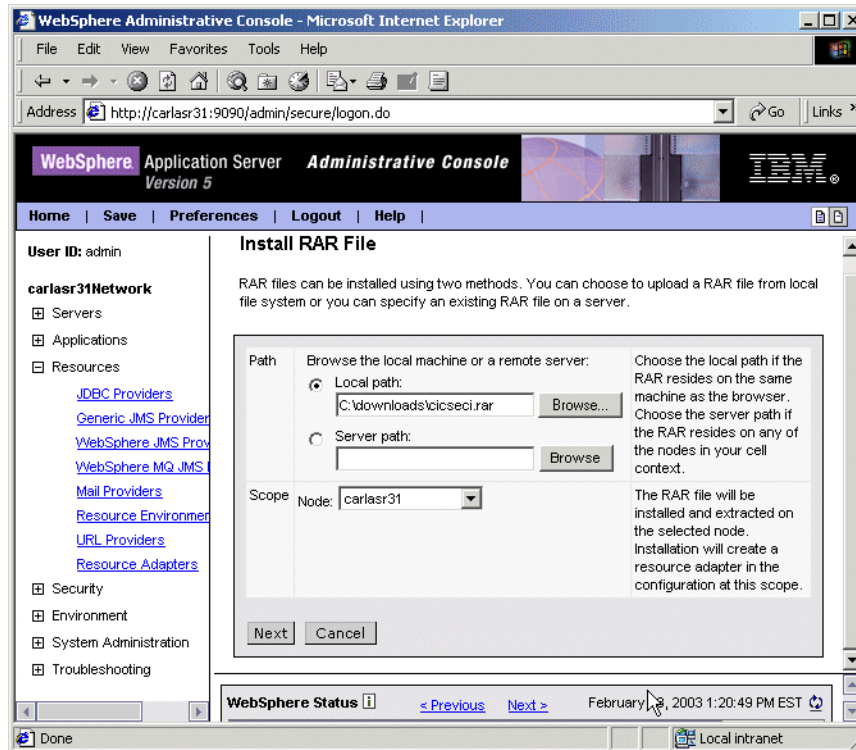 WebSphere Administrative Console - Microsoft Internet Explorer
File Edit View Favorites Tools Help
Address http://carlasr31:9090/admin/secure/logon.do Go Links
WebSphere Application Server Administrative Console
Version 5
IBM®
Home | Save | Preferences | Logout | Help |
User ID: admin
carlasr31Network
Servers
Applications
Resources
JDBC Providers
Generic JMS Provider
WebSphere JMS Prov
WebSphere MQ JMS
Mail Providers
Resource Environmer
URL Providers
Resource Adapters
Security
Environment
System Administration
Troubleshooting
Install RAR File
RAR files can be installed using two methods. You can choose to upload a RAR file from local
file system or you can specify an existing RAR file on a server.
Path Browse the local machine or a remote server:
Local path:
C:\downloads\cicseci.rar Browse...
Server path:
Browse
Choose the local path if the
RAR resides on the same
machine as the browser.
Choose the server path if
the RAR resides on any of
the nodes in your cell
context.
Scope Node: carlasr31
The RAR file will be
installed and extracted on
the selected node.
Installation will create a
resource adapter in the
configuration at this scope.
Next Cancel
WebSphere Status i < Previous Next > February 3, 2003 1:20:49 PM EST
Done Local intranet